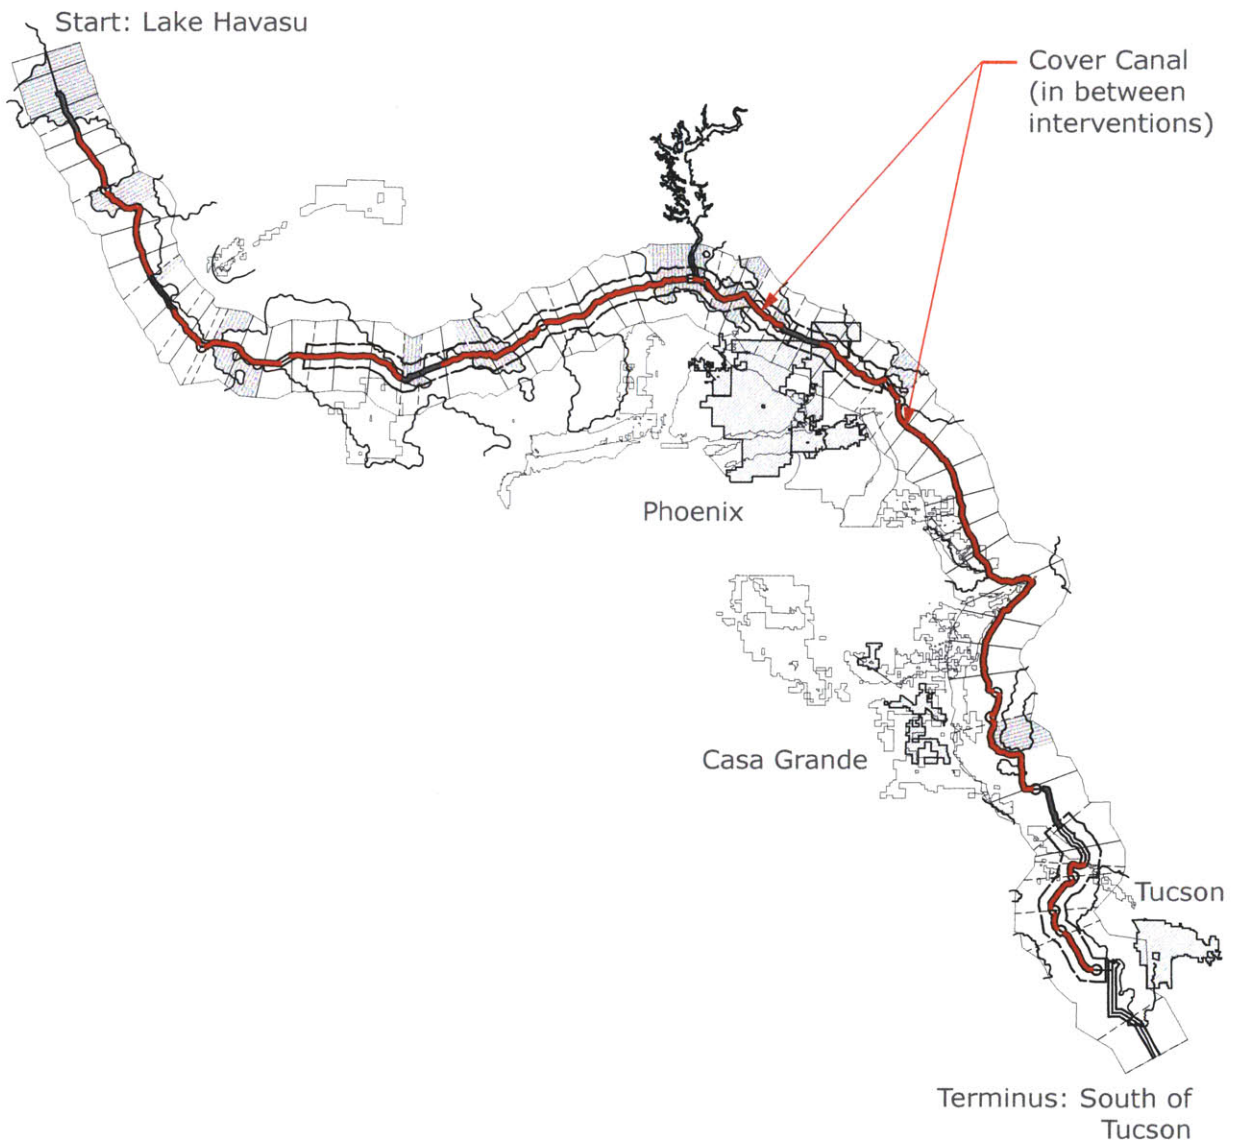 Start: Lake Havasu
Cover Canal
(in between
interventions)
Phoenix
Casa Grande
Tucson
Terminus: South of
Tucson